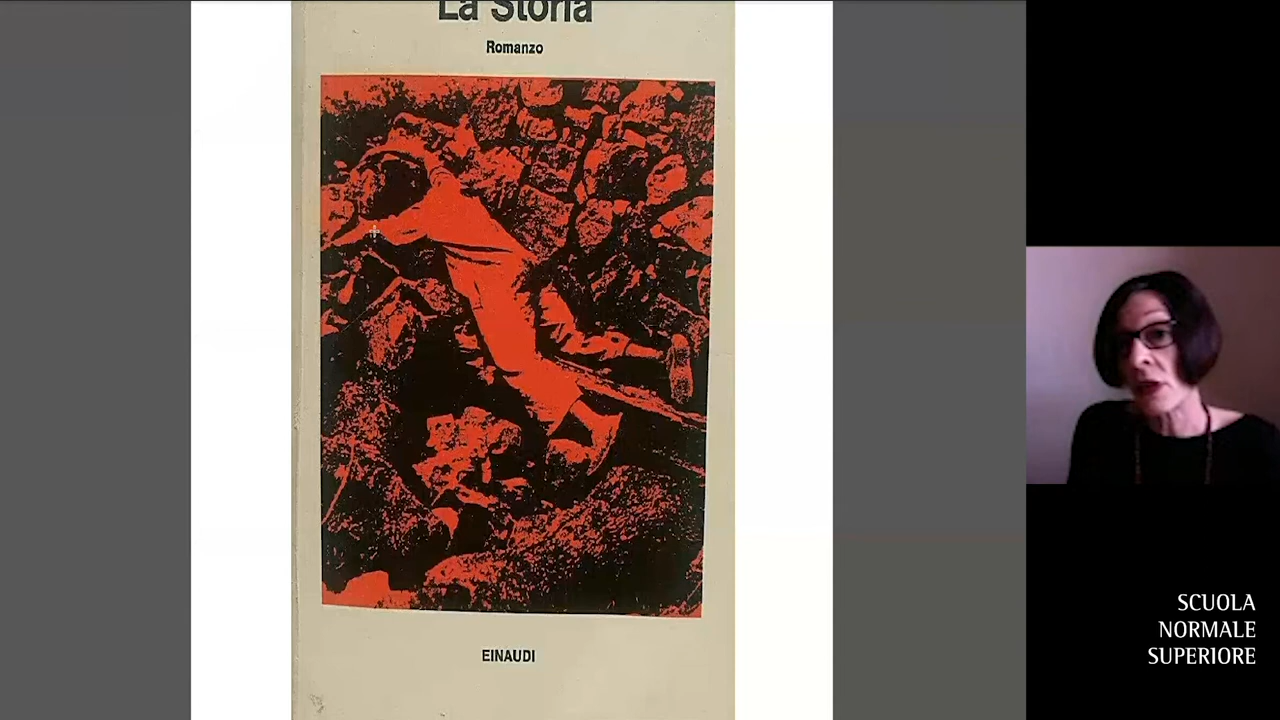 La Storia
Romanzo
EINAUDI
SCUOLA
NORMALE
SUPERIORE